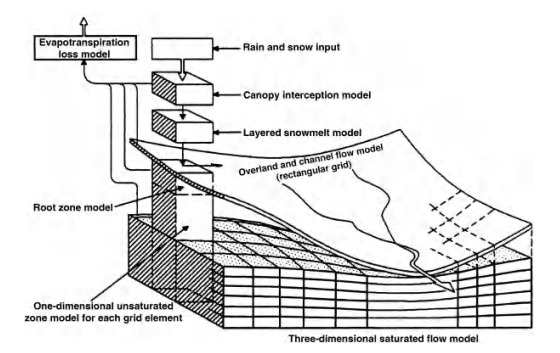 Evapotranspiration
loss model
Rain and snow input
Canopy interception model
Layered snowmelt model
Overland and channel flow model
(rectangular grid)
Root zone model
One-dimensional unsaturated
zone model for each grid element
Three-dimensional saturated flow model